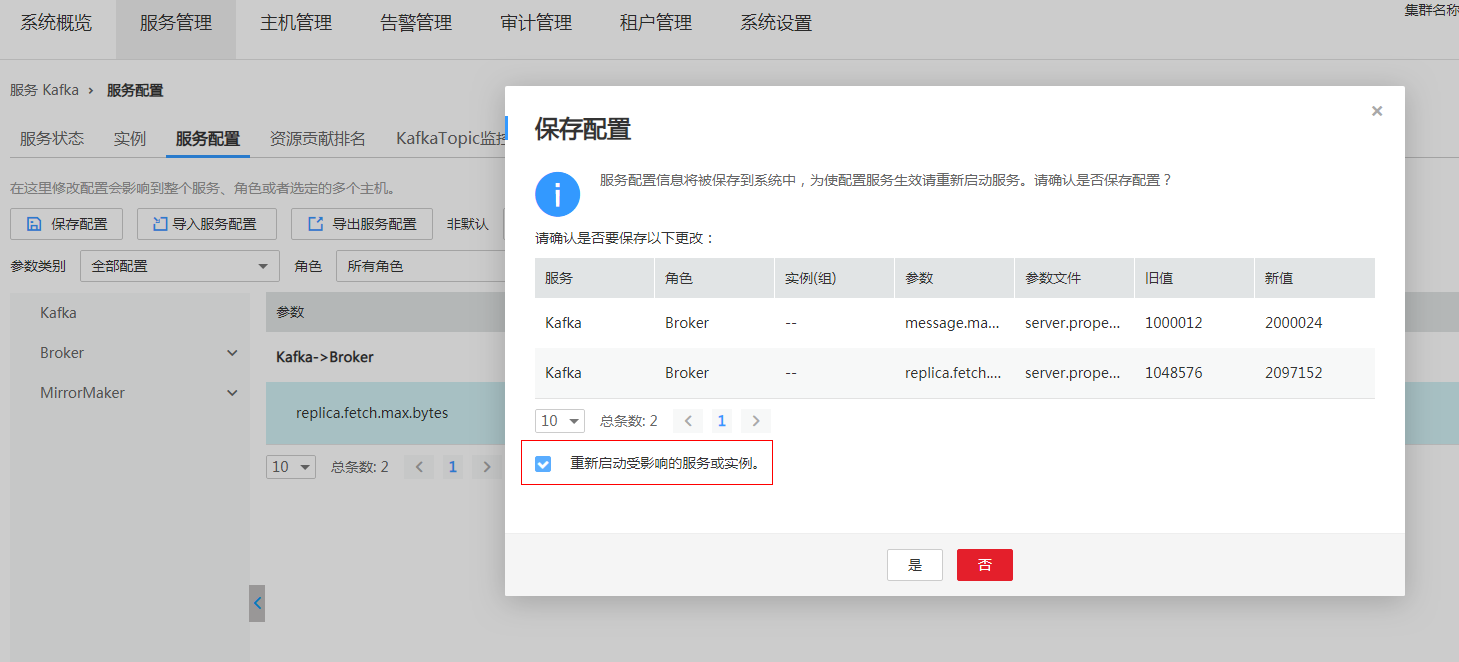 系统概览 服务管理 主机管理 告警管理 审计管理 租户管理 系统设置 集群名称
服务 Kafka › 服务配置
服务状态 实例 服务配置 资源贡献排名 KafkaTopic监控
在这里修改配置会影响到整个服务、角色或者选定的多个主机。
保存配置 导入服务配置 导出服务配置 非默认
参数类别 全部配置 角色 所有角色
Kafka
Broker
MirrorMaker
参数
Kafka->Broker
replica.fetch.max.bytes
10 总条数: 2 1
保存配置
服务配置信息将被保存到系统中，为使配置服务生效请重新启动服务。请确认是否保存配置？
请确认是否要保存以下更改：
服务 角色 实例(组) 参数 参数文件 旧值 新值
Kafka Broker -- message.ma... server.prope... 1000012 2000024
Kafka Broker -- replica.fetch.... server.prope... 1048576 2097152
10 总条数: 2 1
重新启动受影响的服务或实例。
是 否